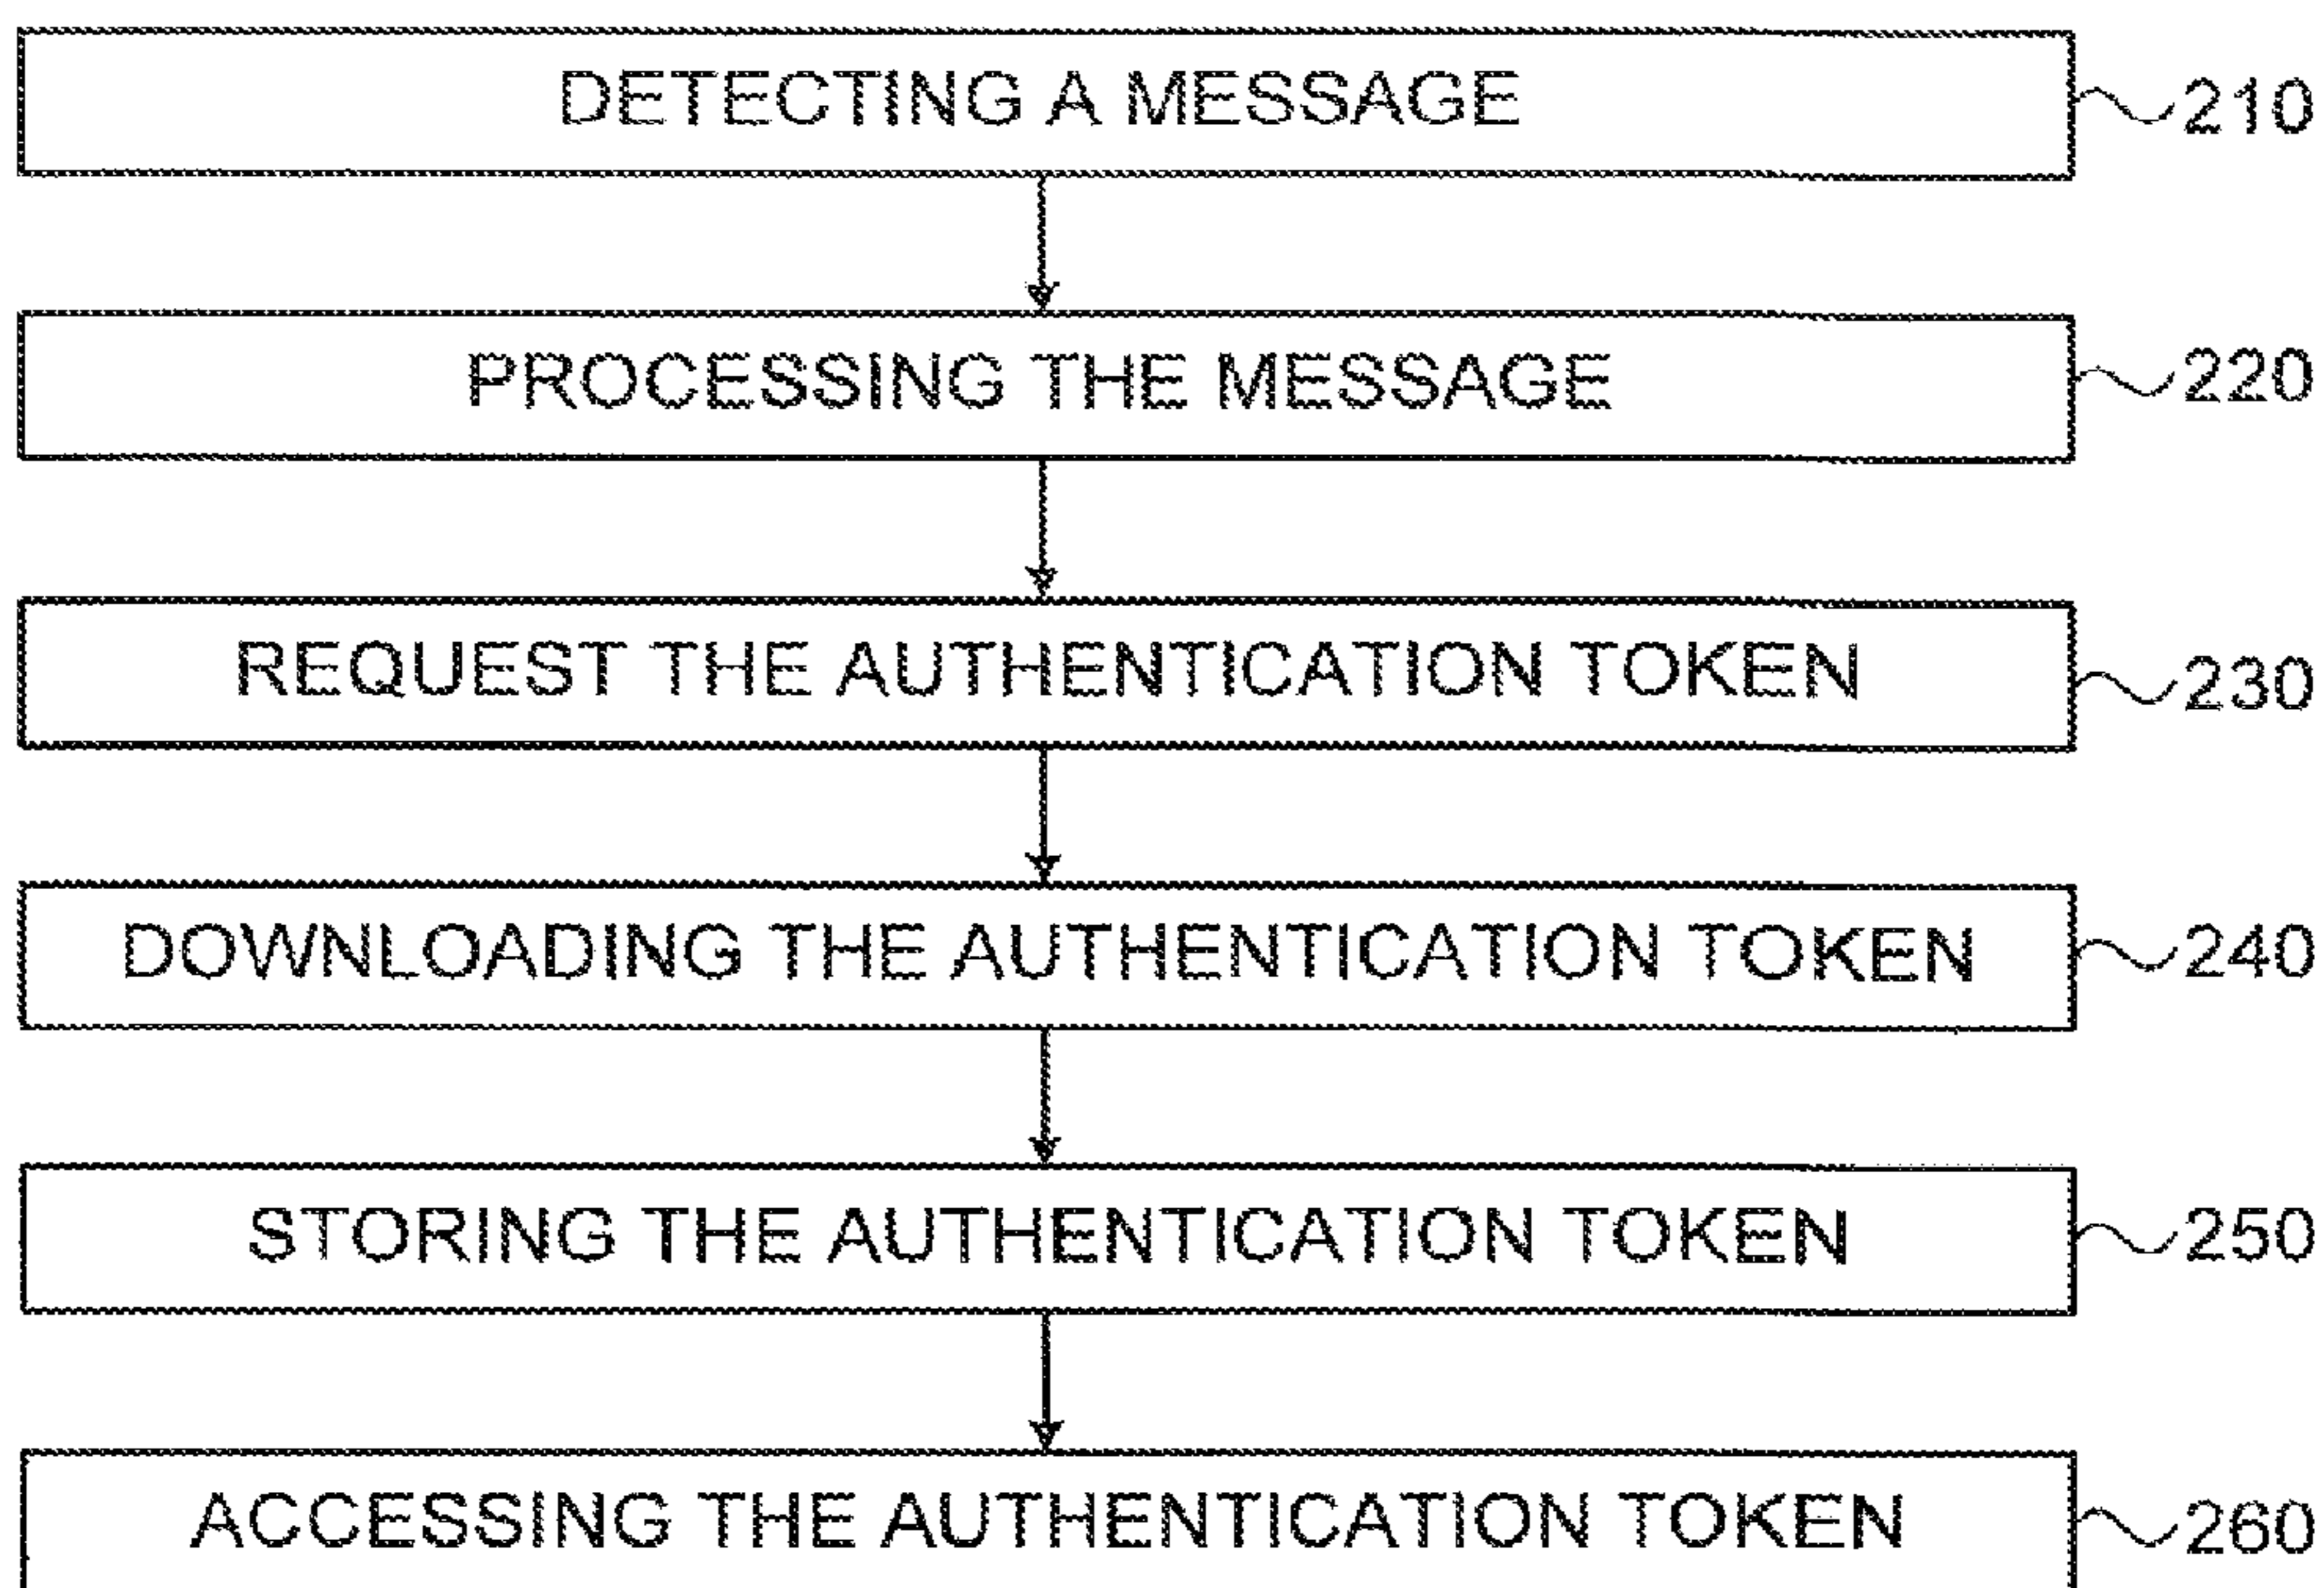 DETECTING A MESSAGE 210
PROCESSING THE MESSAGE 220
REQUEST THE AUTHENTICATION TOKEN 230
DOWNLOADING THE AUTHENTICATION TOKEN 240
STORING THE AUTHENTICATION TOKEN 250
ACCESSING THE AUTHENTICATION TOKEN 260